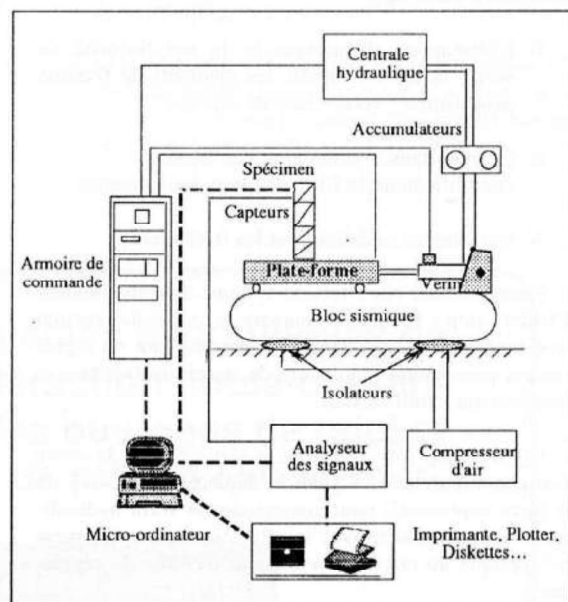 Centrale
hydraulique
Accumulateurs
Spécimen
Capteurs
Armoire de
commande
Plate-forme
Vérin
Bloc sismique
Isolateurs
Analyseur
des signaux
Compresseur
d'air
Micro-ordinateur
Imprimante, Plotter,
Diskettes...